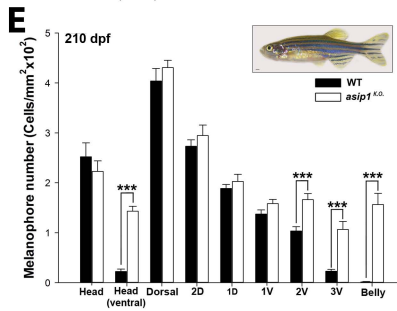 E
210 dpf
WT
asip1 K.O.
Melanophore number (Cells/mm²x10²)
5
4
3
2
1
0
***
***
***
***
Head
Head (ventral)
Dorsal
2D
1D
1V
2V
3V
Belly